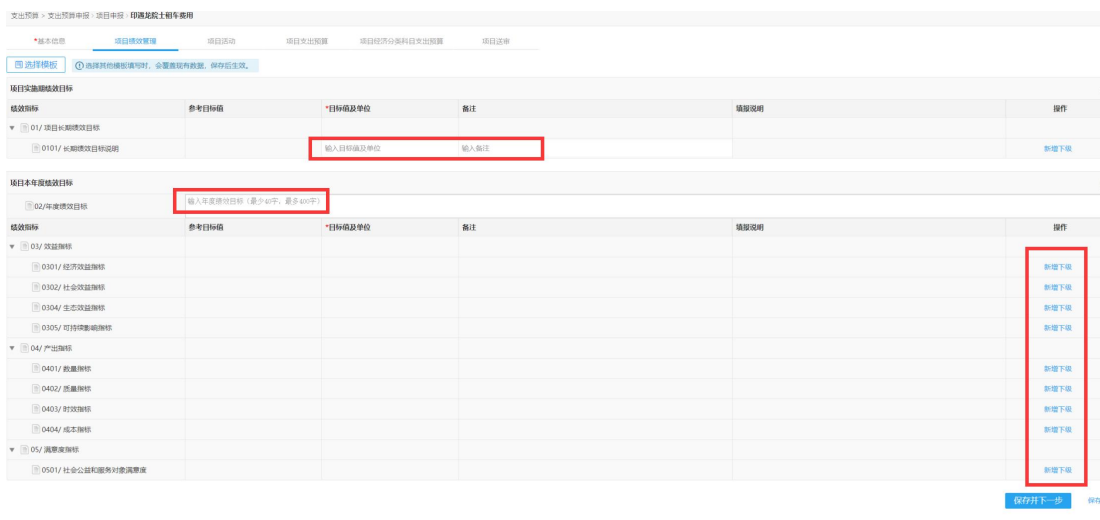 支出预算 > 支出预算申报 > 项目申报 > 印遇龙院士租车费用
*基本信息 项目绩效管理 项目活动 项目支出预算 项目经济分类科目支出预算 项目送审
选择模板 选择其他模板填写时，会覆盖现有数据，保存后生效。
项目实施期绩效目标
绩效指标 参考目标值 *目标值及单位 备注 填报说明 操作
01/ 项目长期绩效目标
0101/ 长期绩效目标说明 输入目标值及单位 输入备注 新增下级
项目本年度绩效目标
02/年度绩效目标 输入年度绩效目标（最少40字，最多400字）
绩效指标 参考目标值 *目标值及单位 备注 填报说明 操作
03/ 效益指标
0301/ 经济效益指标 新增下级
0302/ 社会效益指标 新增下级
0304/ 生态效益指标 新增下级
0305/ 可持续影响指标 新增下级
04/ 产出指标
0401/ 数量指标 新增下级
0402/ 质量指标 新增下级
0403/ 时效指标 新增下级
0404/ 成本指标 新增下级
05/ 满意度指标
0501/ 社会公益和服务对象满意度 新增下级
保存并下一步 保存